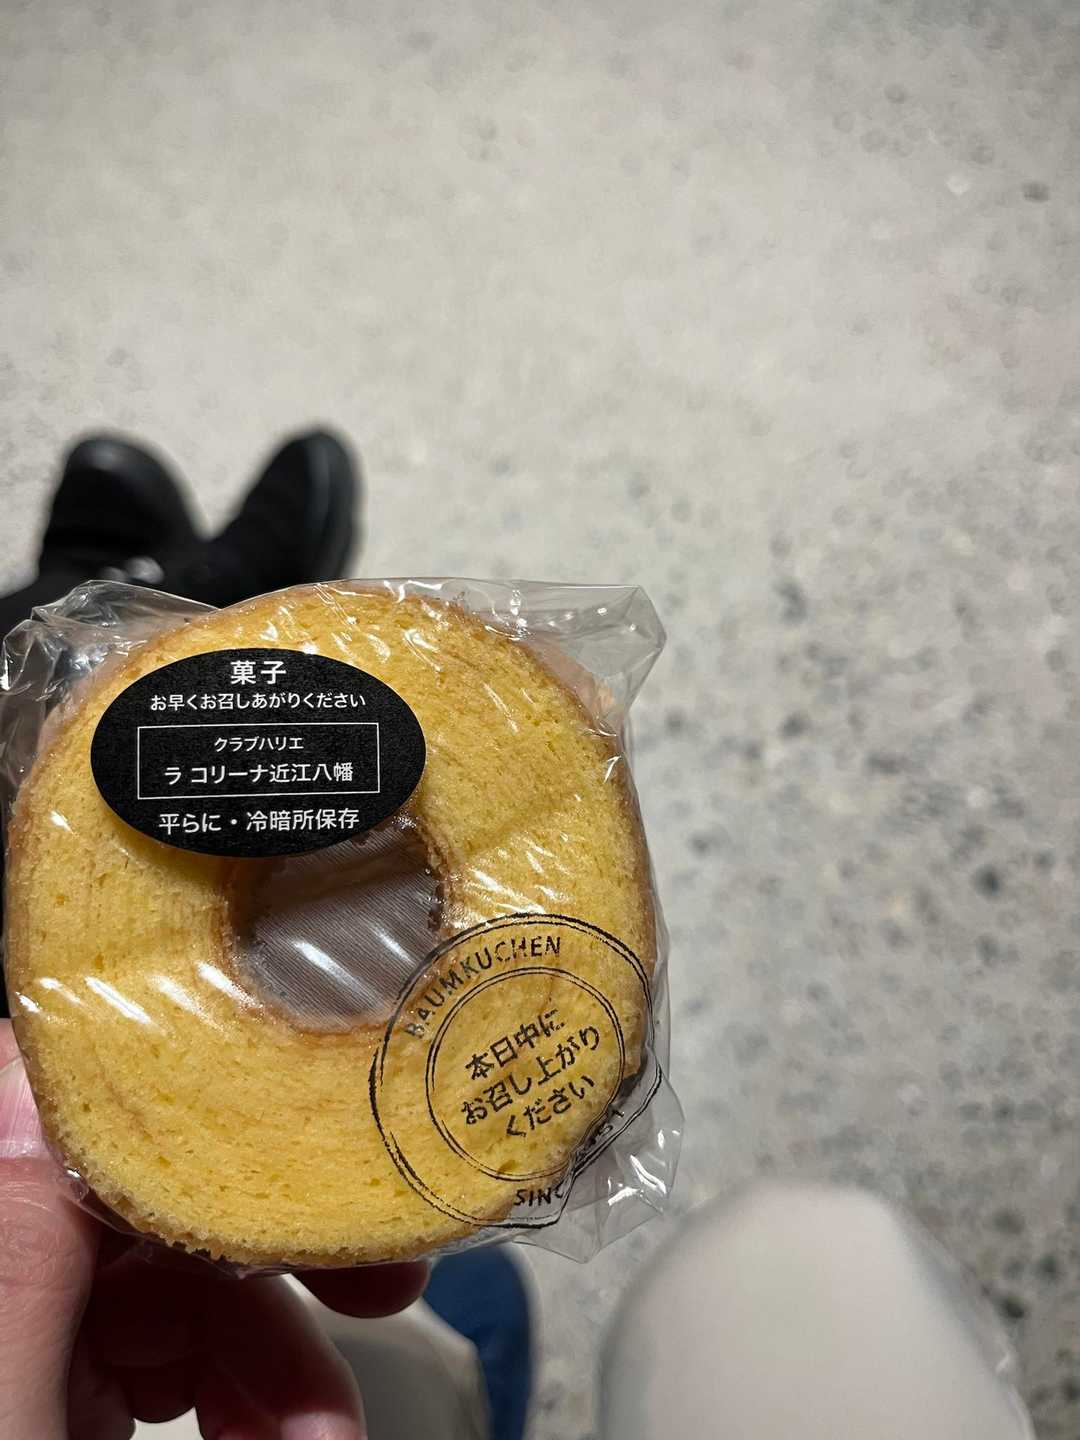 菓子
お早くお召しあがりください
クラブハリエ
ラ コリーナ近江八幡
平らに・冷暗所保存
BAUMKUCHEN
本日中に
お召し上がり
ください